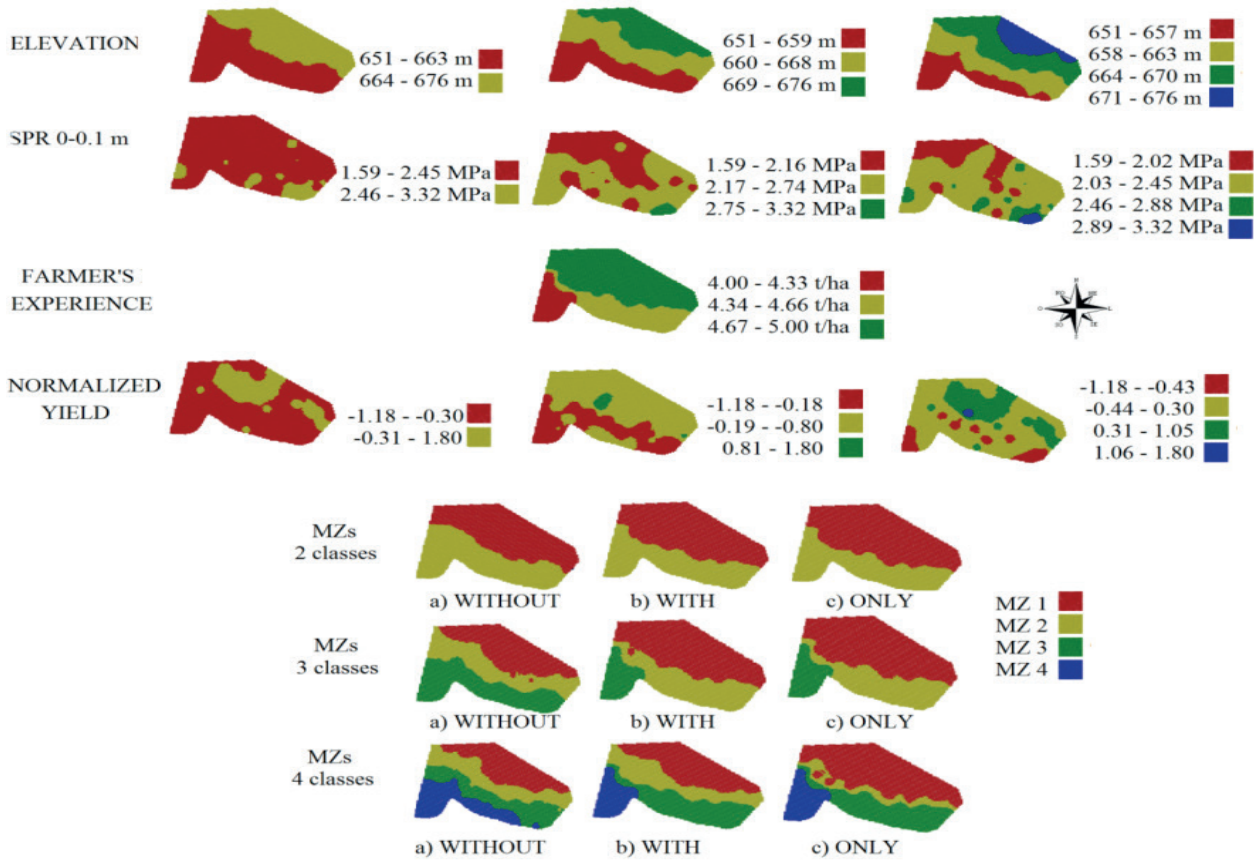 ELEVATION
651 - 663 m
664 - 676 m
651 - 659 m
660 - 668 m
669 - 676 m
651 - 657 m
658 - 663 m
664 - 670 m
671 - 676 m
SPR 0-0.1 m
1.59 - 2.45 MPa
2.46 - 3.32 MPa
1.59 - 2.16 MPa
2.17 - 2.74 MPa
2.75 - 3.32 MPa
1.59 - 2.02 MPa
2.03 - 2.45 MPa
2.46 - 2.88 MPa
2.89 - 3.32 MPa
FARMER'S
EXPERIENCE
4.00 - 4.33 t/ha
4.34 - 4.66 t/ha
4.67 - 5.00 t/ha
NORMALIZED
YIELD
-1.18 - -0.30
-0.31 - 1.80
-1.18 - -0.18
-0.19 - -0.80
0.81 - 1.80
-1.18 - -0.43
-0.44 - 0.30
0.31 - 1.05
1.06 - 1.80
MZs
2 classes
a) WITHOUT
b) WITH
c) ONLY
MZs
3 classes
a) WITHOUT
b) WITH
c) ONLY
MZs
4 classes
a) WITHOUT
b) WITH
c) ONLY
MZ 1
MZ 2
MZ 3
MZ 4